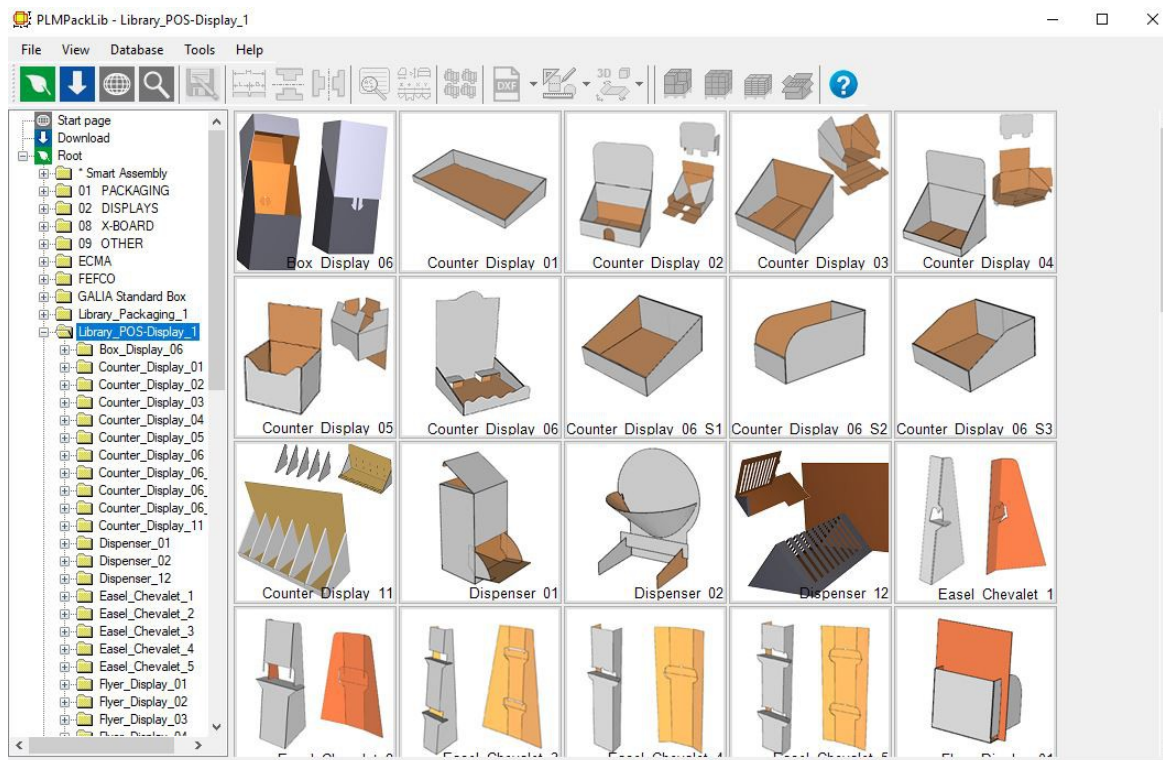 PLMPackLib - Library_POS-Display_1
File View Database Tools Help
DXF 3D ?
Start page
Download
Root
* Smart Assembly
01 PACKAGING
02 DISPLAYS
08 X-BOARD
09 OTHER
ECMA
FEFCO
GALIA Standard Box
Library_Packaging_1
Library_POS-Display_1
Box_Display_06
Counter_Display_01
Counter_Display_02
Counter_Display_03
Counter_Display_04
Counter_Display_05
Counter_Display_06
Counter_Display_06_
Counter_Display_06_
Counter_Display_06_
Counter_Display_11
Dispenser_01
Dispenser_02
Dispenser_12
Easel_Chevalet_1
Easel_Chevalet_2
Easel_Chevalet_3
Easel_Chevalet_4
Easel_Chevalet_5
Flyer_Display_01
Flyer_Display_02
Flyer_Display_03
Box Display 06 Counter Display 01 Counter Display 02 Counter Display 03 Counter Display 04
Counter Display 05 Counter Display 06 Counter Display 06 S1 Counter Display 06 S2 Counter Display 06 S3
Counter Display 11 Dispenser 01 Dispenser 02 Dispenser 12 Easel Chevalet 1